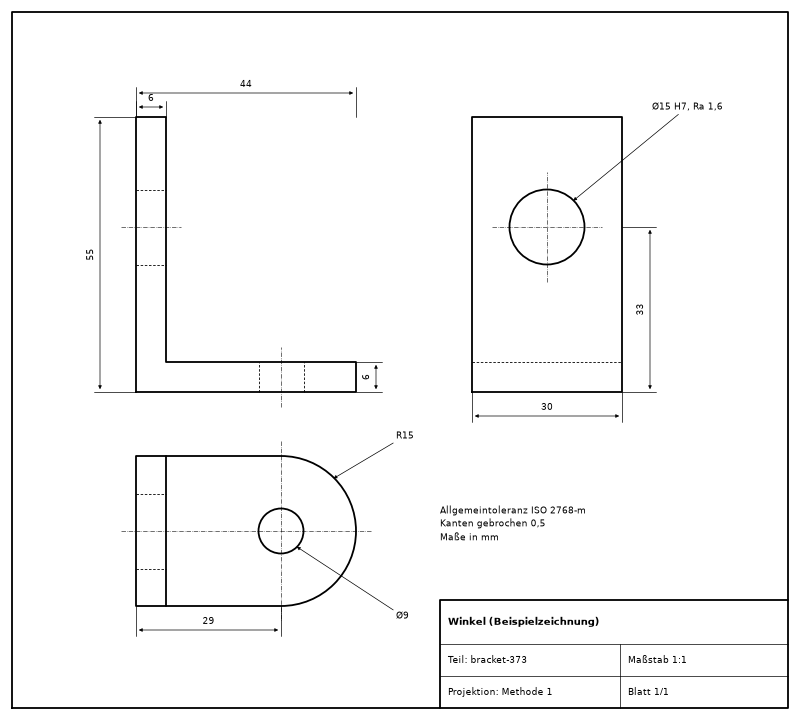 44
6
Ø15 H7, Ra 1,6
55
33
6
30
R15
Allgemeintoleranz ISO 2768-m
Kanten gebrochen 0,5
Maße in mm
Ø9
29
Winkel (Beispielzeichnung)
Teil: bracket-373
Maßstab 1:1
Projektion: Methode 1
Blatt 1/1